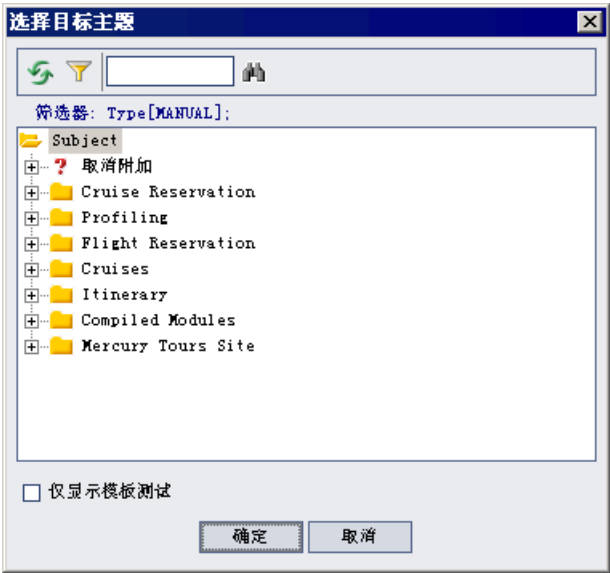 选择目标主题
筛选器: Type[MANUAL];
Subject
? 取消附加
Cruise Reservation
Profiling
Flight Reservation
Cruises
Itinerary
Compiled Modules
Mercury Tours Site
仅显示模板测试
确定
取消